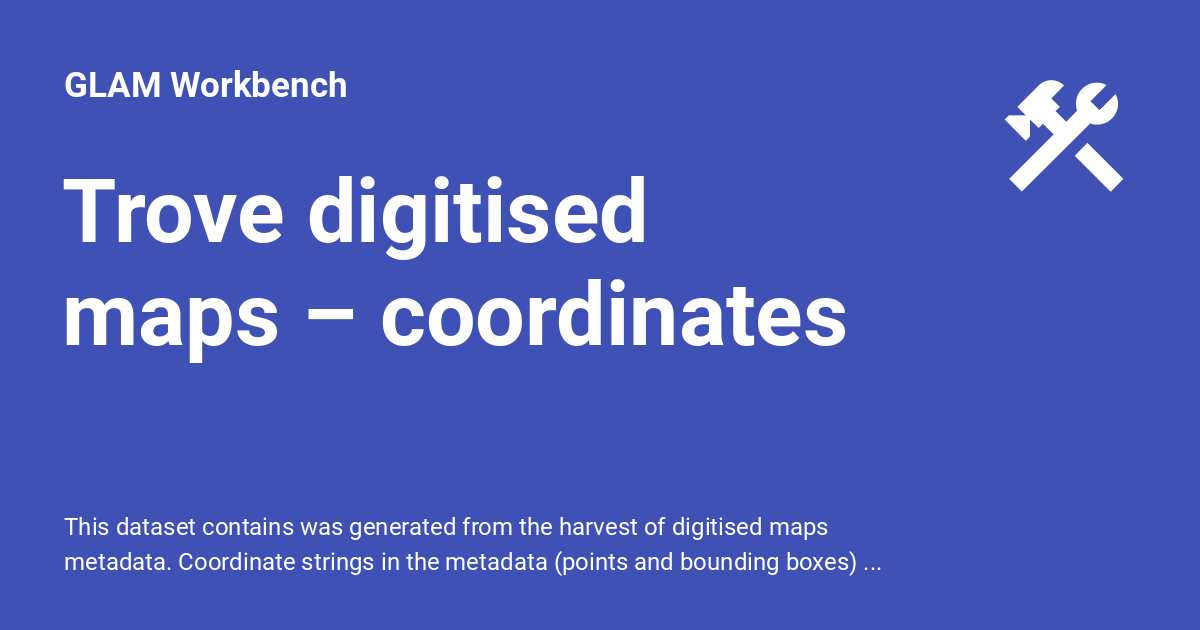 GLAM Workbench
Trove digitised
maps – coordinates
This dataset contains was generated from the harvest of digitised maps
metadata. Coordinate strings in the metadata (points and bounding boxes) ...